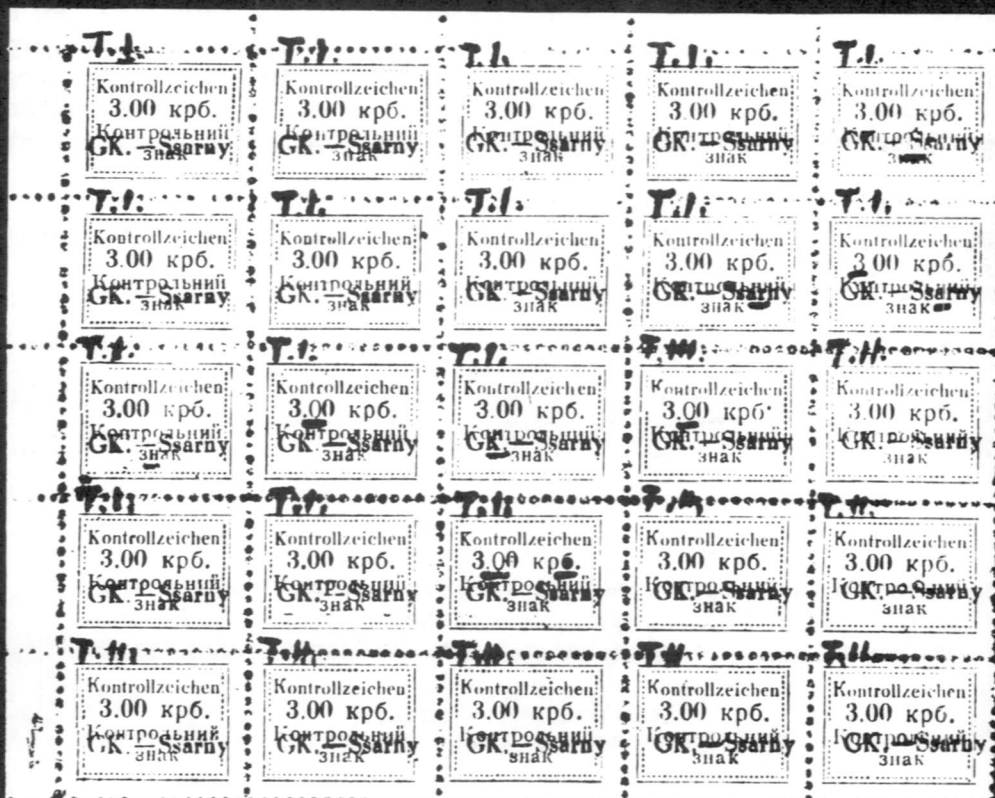 T.I. T.I. T.I. T.I. T.I.
Kontrollzeichen Kontrollzeichen Kontrollzeichen Kontrollzeichen Kontrollzeichen
3.00 крб. 3.00 крб. 3.00 крб. 3.00 крб. 3.00 крб.
Контрольний Контрольний Контрольний Контрольний Контрольний
GK.—Ssarny GK.—Ssarny GK.—Ssarny GK.—Ssarny GK.—Ssarny
знак знак знак знак знак
T.I. T.I. T.I. T.I. T.I.
Kontrollzeichen Kontrollzeichen Kontrollzeichen Kontrollzeichen Kontrollzeichen
3.00 крб. 3.00 крб. 3.00 крб. 3.00 крб. 3.00 крб.
Контрольний Контрольний Контрольний Контрольний Контрольний
GK.—Ssarny GK.—Ssarny GK.—Ssarny GK.—Ssarny GK.—Ssarny
знак знак знак знак знак
T.I. T.I. T.I. T.III. T.II.
Kontrollzeichen Kontrollzeichen Kontrollzeichen Kontrollzeichen Kontrollzeichen
3.00 крб. 3.00 крб. 3.00 крб. 3.00 крб. 3.00 крб.
Контрольний Контрольний Контрольний Контрольний Контрольний
GK.—Ssarny GK.—Ssarny GK.—Ssarny GK.—Ssarny GK.—Ssarny
знак знак знак знак знак
T.I. T.I. T.I. T.II.
Kontrollzeichen Kontrollzeichen Kontrollzeichen Kontrollzeichen Kontrollzeichen
3.00 крб. 3.00 крб. 3.00 крб. 3.00 крб. 3.00 крб.
Контрольний Контрольний Контрольний Контрольний Контрольний
GK.—Ssarny GK.—Ssarny GK.—Ssarny GK.—Ssarny GK.—Ssarny
знак знак знак знак знак
T.II. T.II. T.III. T.II T.II.
Kontrollzeichen Kontrollzeichen Kontrollzeichen Kontrollzeichen Kontrollzeichen
3.00 крб. 3.00 крб. 3.00 крб. 3.00 крб. 3.00 крб.
Контрольний Контрольний Контрольний Контрольний Контрольний
GK.—Ssarny GK.—Ssarny GK.—Ssarny GK.—Ssarny GK.—Ssarny
знак знак знак знак знак